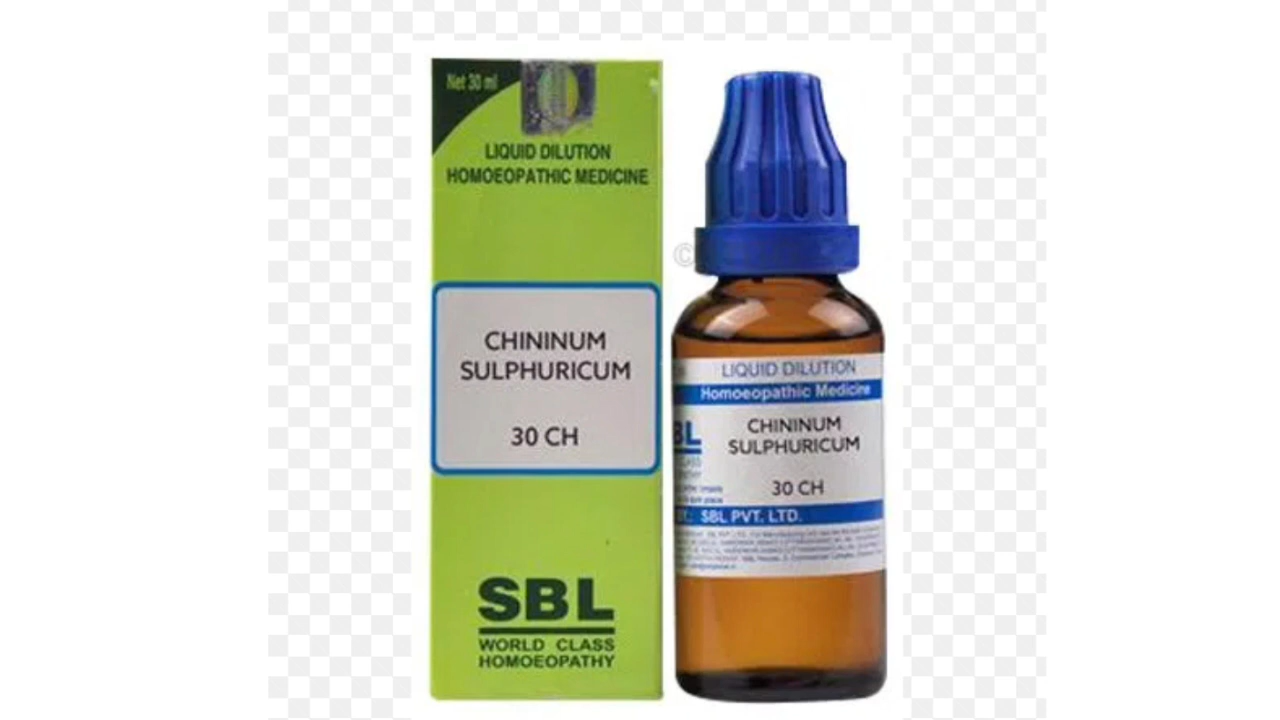 Net 30 ml
LIQUID DILUTION
HOMOEOPATHIC MEDICINE
CHININUM
SULPHURICUM
30 CH
SBL
WORLD CLASS
HOMOEOPATHY
©
LIQUID DILUTION
Homoeopathic Medicine
BL
CHININUM
SULPHURICUM
30 CH
SBL PVT. LTD.